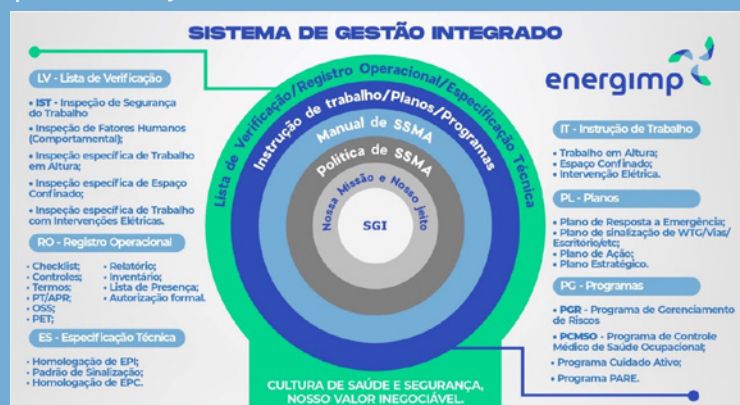 SISTEMA DE GESTÃO INTEGRADO
LV - Lista de Verificação
• IST - Inspeção de Segurança
do Trabalho
• Inspeção de Fatores Humanos
(Comportamental);
• Inspeção específica de Trabalho
em Altura;
• Inspeção específica de Espaço
Confinado;
• Inspeção específica de Trabalho
com Intervenções Elétricas.
RO - Registro Operacional
• Checklist;
• Controles;
• Termos;
• PT/APR;
• OSS;
• PET;
• Relatório;
• Inventário;
• Lista de Presença;
• Autorização formal.
ES - Especificação Técnica
• Homologação de EPI;
• Padrão de Sinalização;
• Homologação de EPC.
Lista de Verificação/Registro Operacional/Especificação Técnica
Instrução de trabalho/Planos/Programas
Manual de SSMA
Política de SSMA
Nossa Missão e Nosso jeito
SGI
CULTURA DE SAÚDE E SEGURANÇA,
NOSSO VALOR INEGOCIÁVEL.
energimp
IT - Instrução de Trabalho
• Trabalho em Altura;
• Espaço Confinado;
• Intervenção Elétrica.
PL - Planos
• Plano de Resposta a Emergência;
• Plano de sinalização de WTG/Vias/
Escritório/etc;
• Plano de Ação;
• Plano Estratégico.
PG - Programas
• PGR - Programa de Gerenciamento
de Riscos
• PCMSO - Programa de Controle
Médico de Saúde Ocupacional;
• Programa Cuidado Ativo;
• Programa PARE.